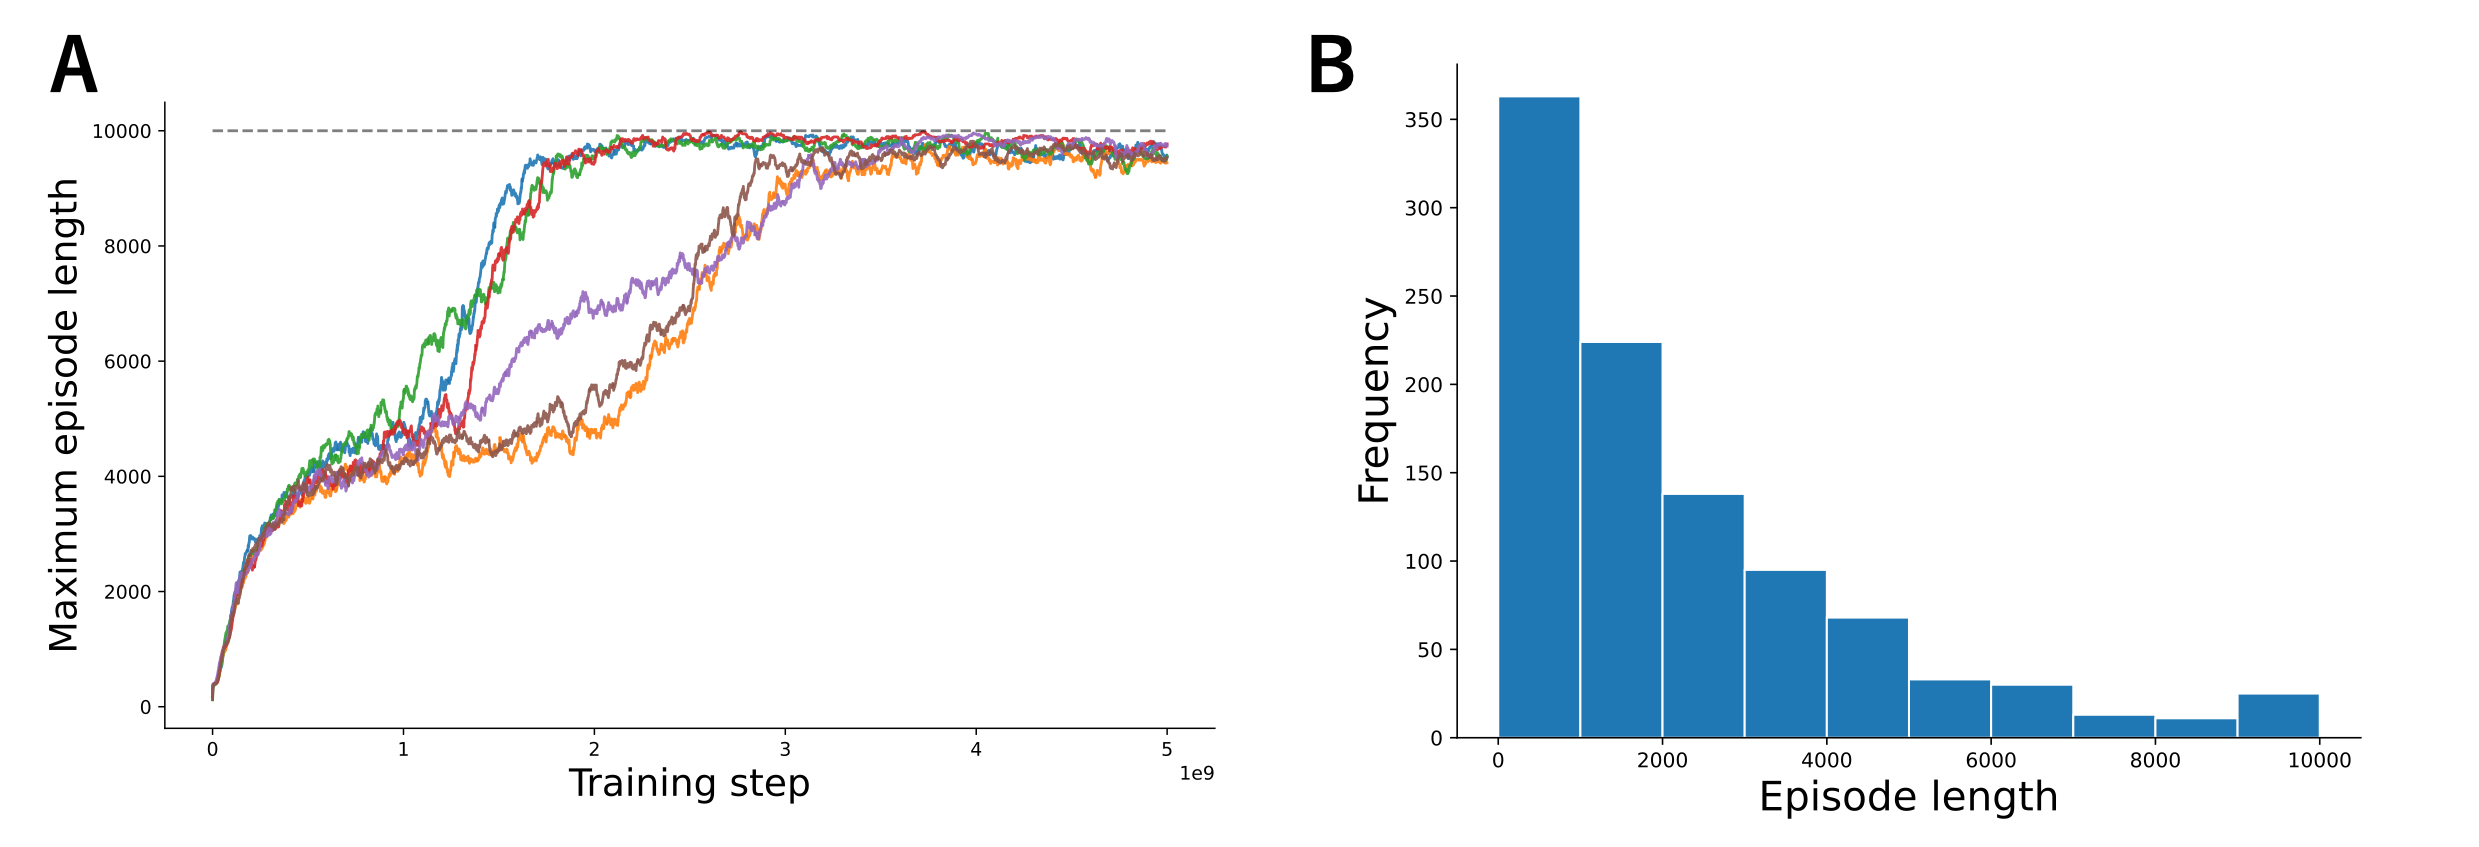 A
Maximum episode length
10000
8000
6000
4000
2000
0
0 1 2 3 4 5
1e9
Training step
B
Frequency
350
300
250
200
150
100
50
0
0 2000 4000 6000 8000 10000
Episode length